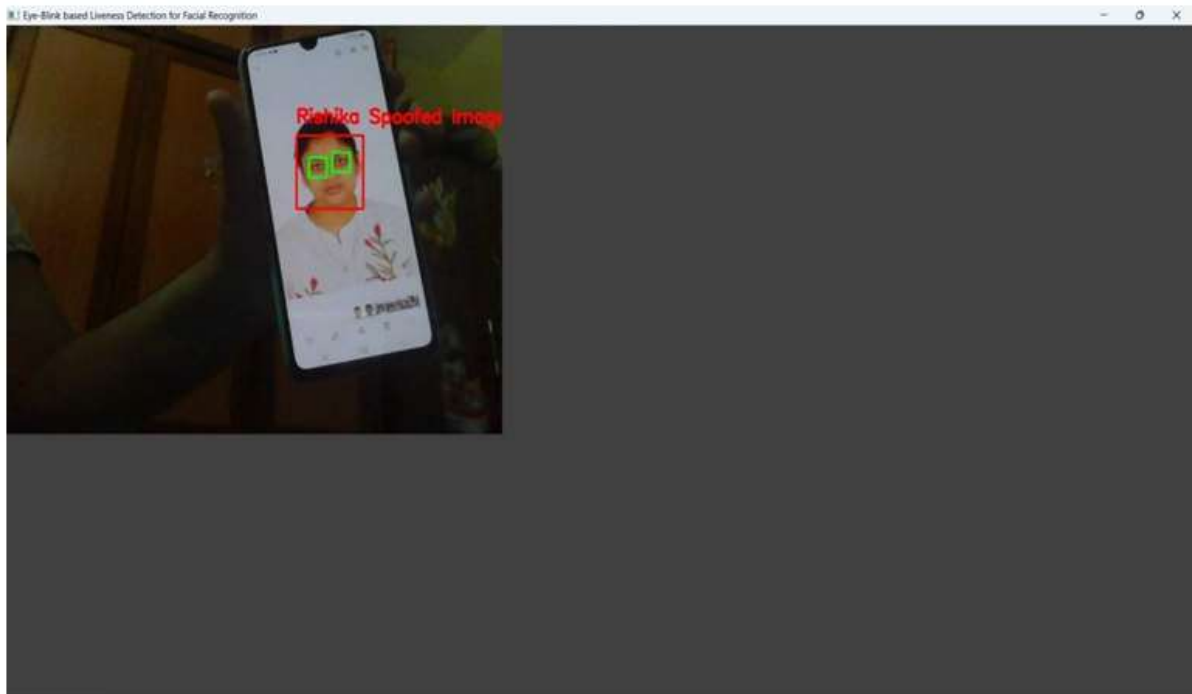 Eye-Blink based Liveness Detection for Facial Recognition
Rishika Spoofed Image